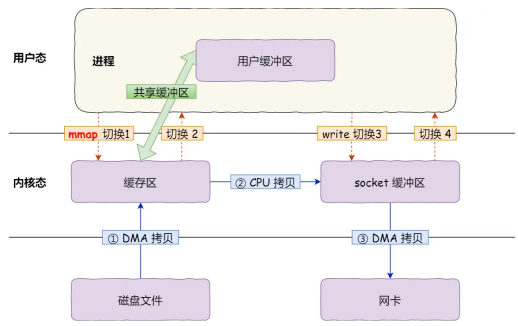 用户态
进程
用户缓冲区
共享缓冲区
mmap 切换1
切换 2
write 切换3
切换 4
内核态
缓存区
② CPU 拷贝
socket 缓冲区
① DMA 拷贝
③ DMA 拷贝
磁盘文件
网卡